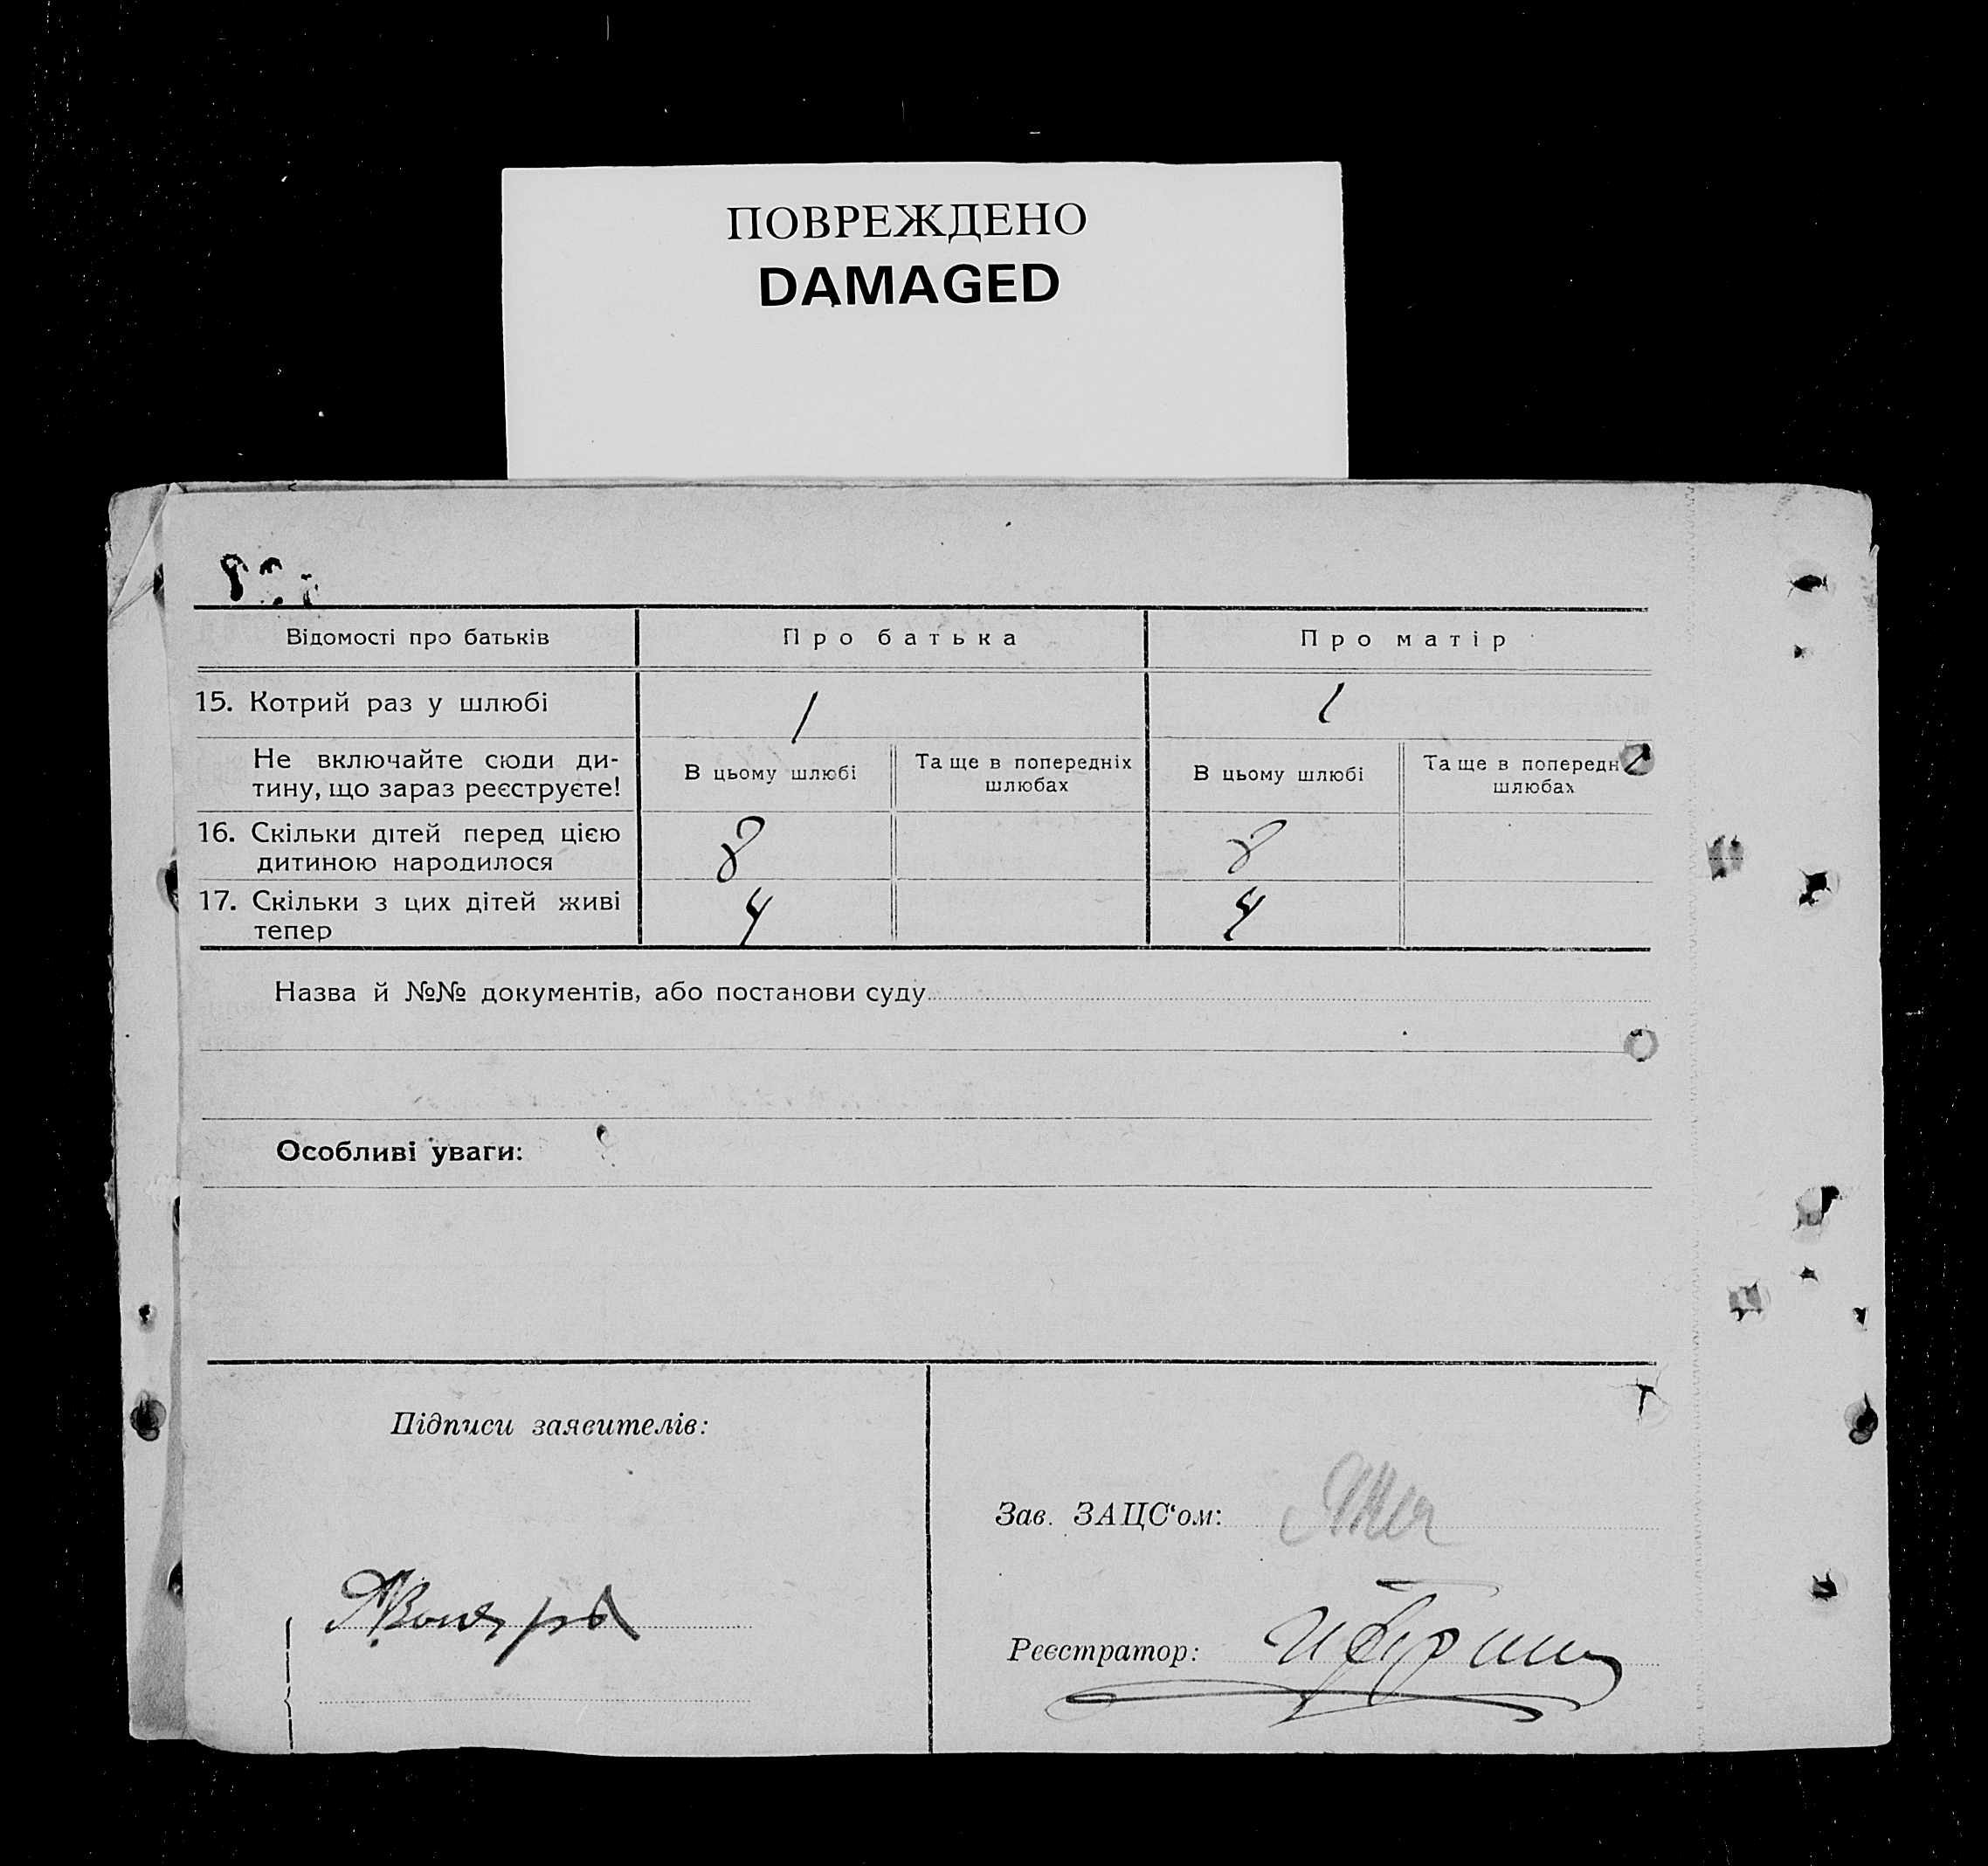 ПОВРЕЖДЕНО
DAMAGED
Відомості про батьків
Про батька
Про матір
15. Котрий раз у шлюбі
1
1
Не включайте сюди ди-
тину, що зараз реєструєте!
В цьому шлюбі
Та ще в попередніх
шлюбах
В цьому шлюбі
Та ще в попередн
шлюбах
16. Скільки дітей перед цією
дитиною народилося
8
8
17. Скільки з цих дітей живі
тепер
4
4
Назва й №№ документів, або постанови суду
Особливі уваги:
Підписи заявителів:
Зав. ЗАЦС‘ом:
Реєстратор: